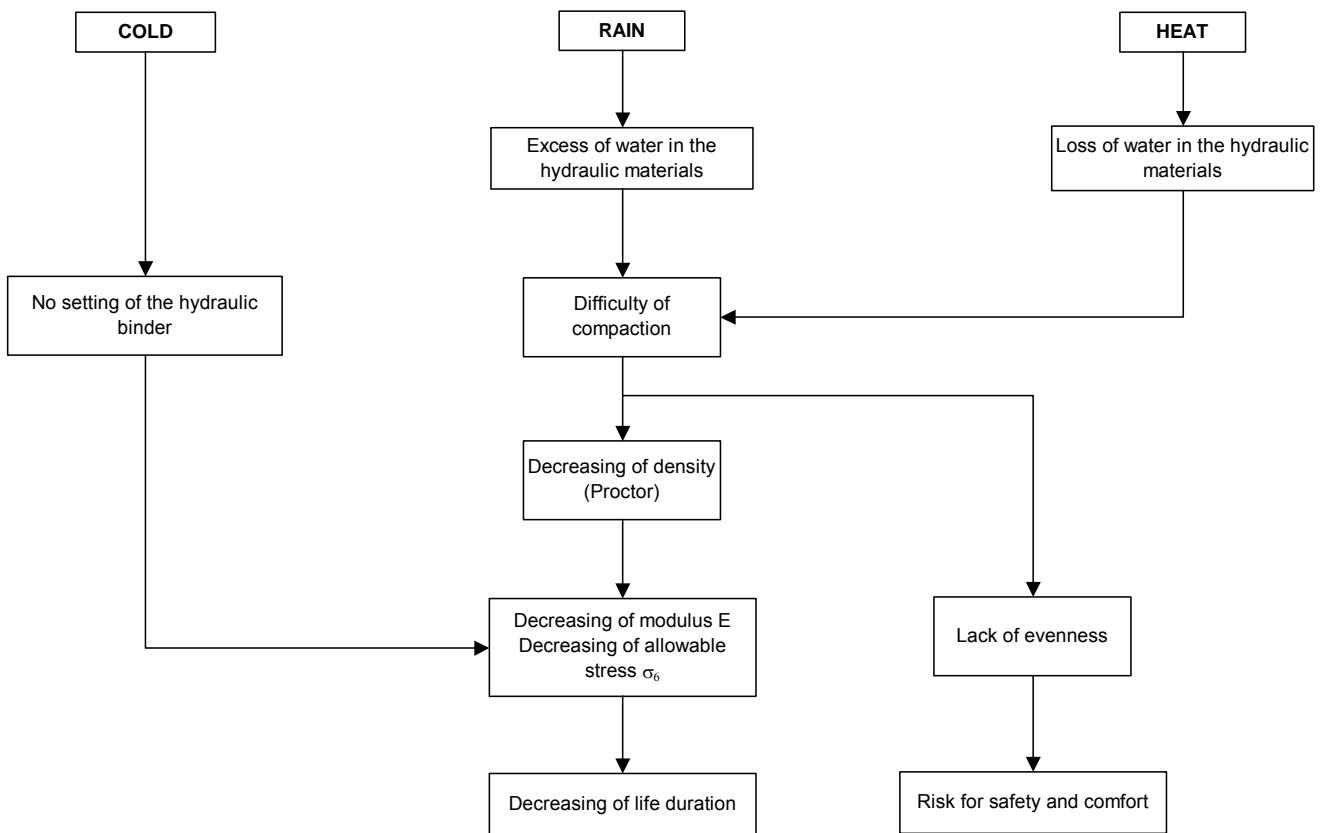 COLD
RAIN
HEAT
Excess of water in the
hydraulic materials
Loss of water in the hydraulic
materials
No setting of the hydraulic
binder
Difficulty of
compaction
Decreasing of density
(Proctor)
Decreasing of modulus E
Decreasing of allowable
stress σ₆
Lack of evenness
Decreasing of life duration
Risk for safety and comfort